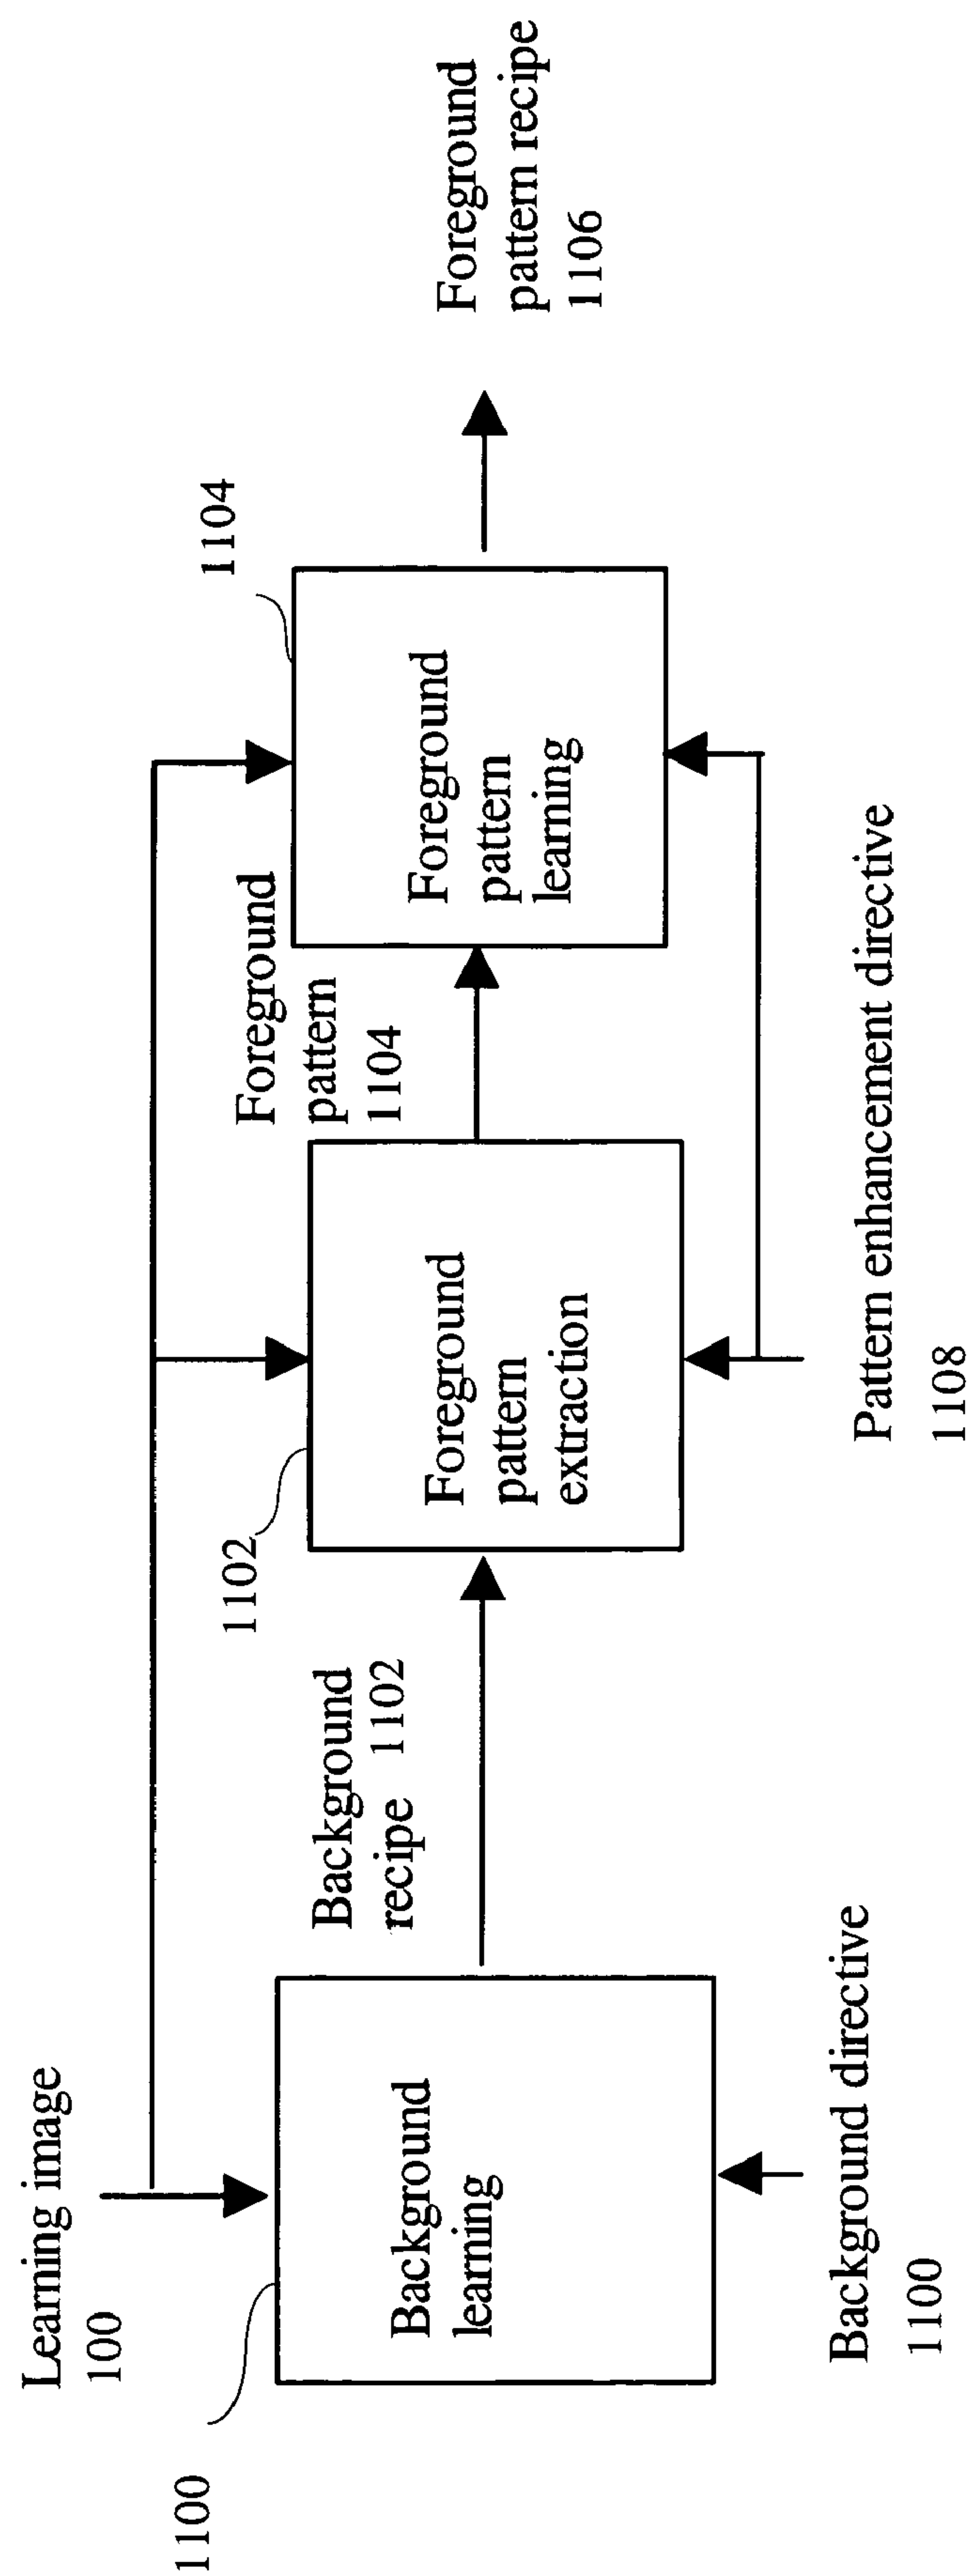 Learning image
100
1100
Background
learning
Background directive
1100
Background
recipe 1102
1102
Foreground
pattern
extraction
Foreground
pattern
1104
Pattern enhancement directive
1108
1104
Foreground
pattern
learning
Foreground
pattern recipe
1106